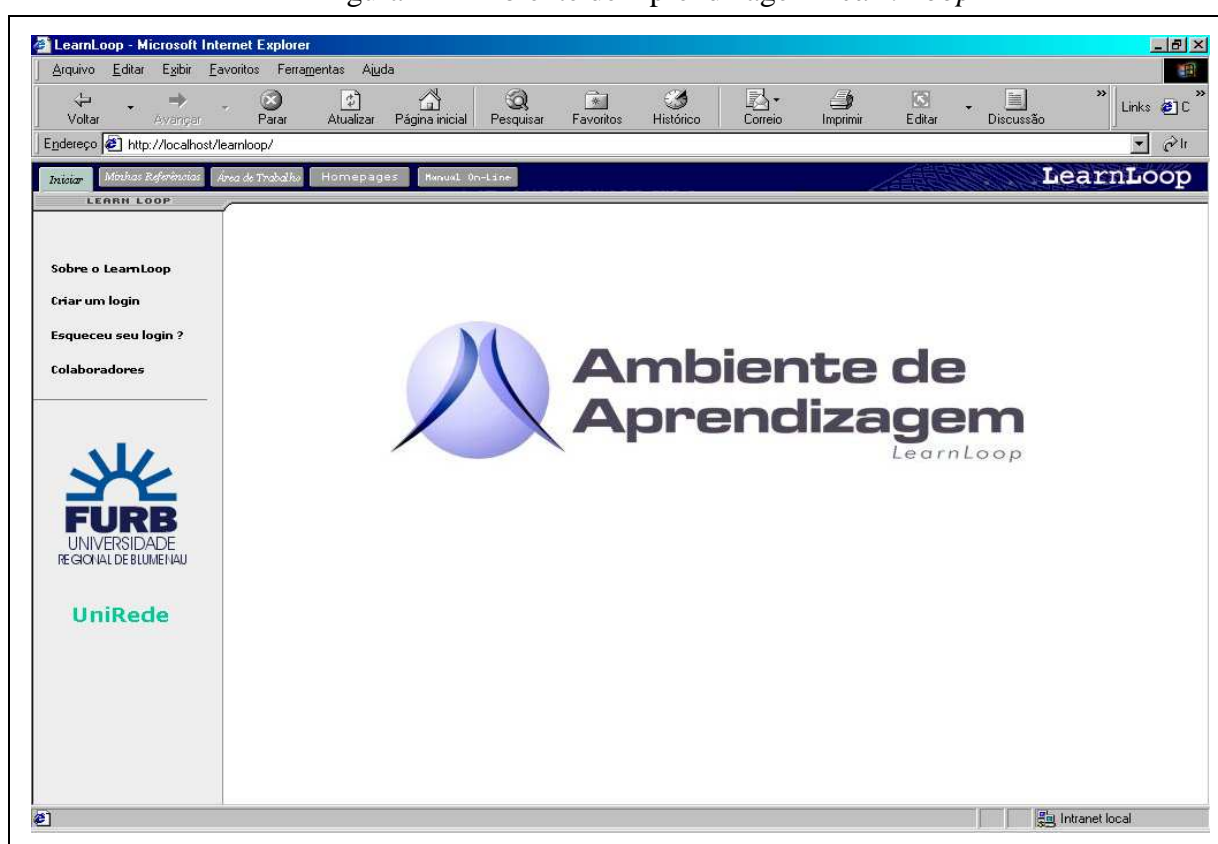 LearnLoop - Microsoft Internet Explorer
Arquivo Editar Exibir Favoritos Ferramentas Ajuda
Voltar Avançar Parar Atualizar Página inicial Pesquisar Favoritos Histórico Correio Imprimir Editar Discussão » Links C »
Endereço http://localhost/learnloop/ Ir
Iniciar Minhas Referências Área de Trabalho Homepages Manual On-Line LearnLoop
LEARN LOOP
Sobre o LearnLoop
Criar um login
Esqueceu seu login ?
Colaboradores
Ambiente de
Aprendizagem
LearnLoop
FURB
UNIVERSIDADE
REGIONAL DE BLUMENAU
UniRede
Intranet local